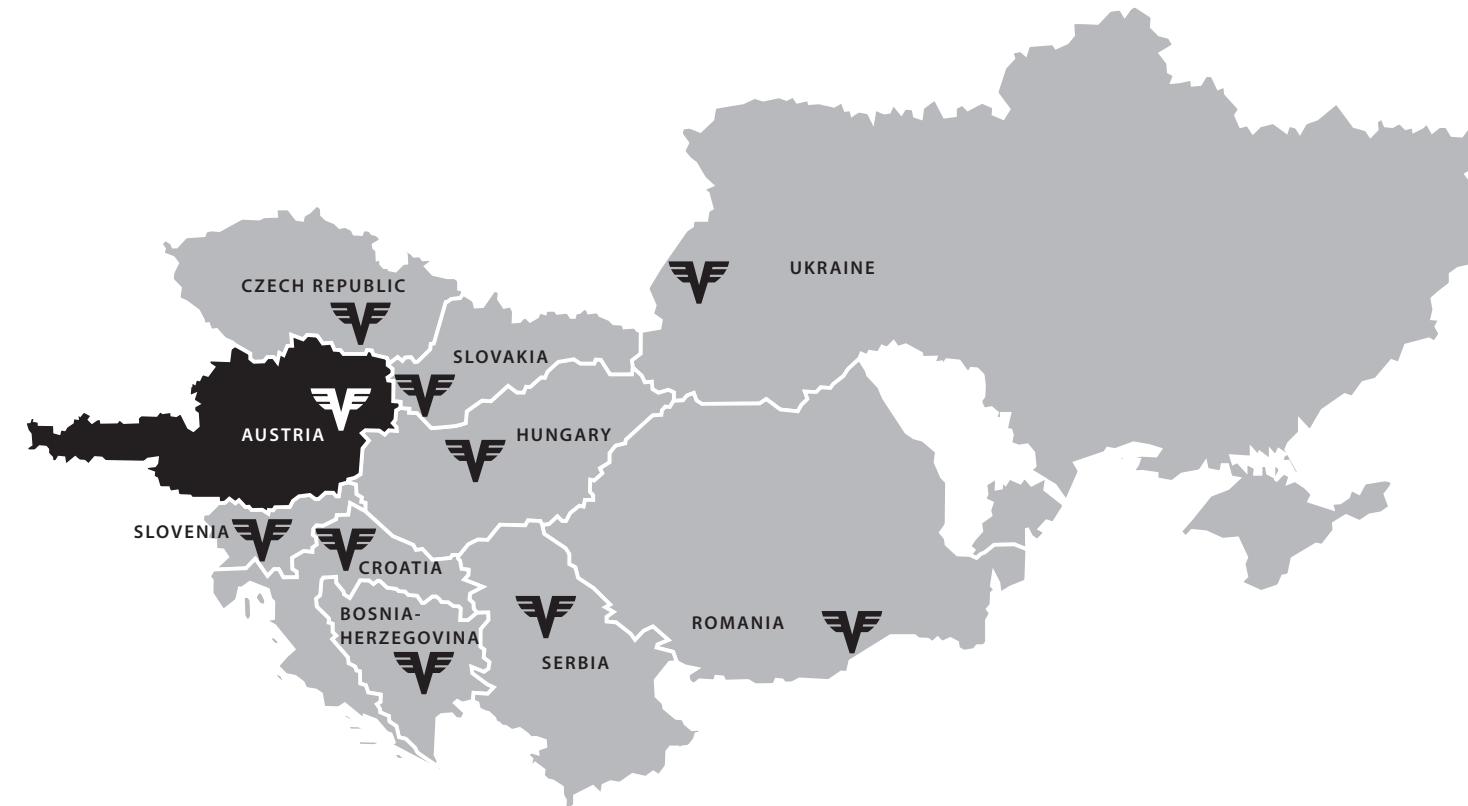 UKRAINE
CZECH REPUBLIC
SLOVAKIA
AUSTRIA
HUNGARY
SLOVENIA
CROATIA
BOSNIA-
HERZEGOVINA
ROMANIA
SERBIA